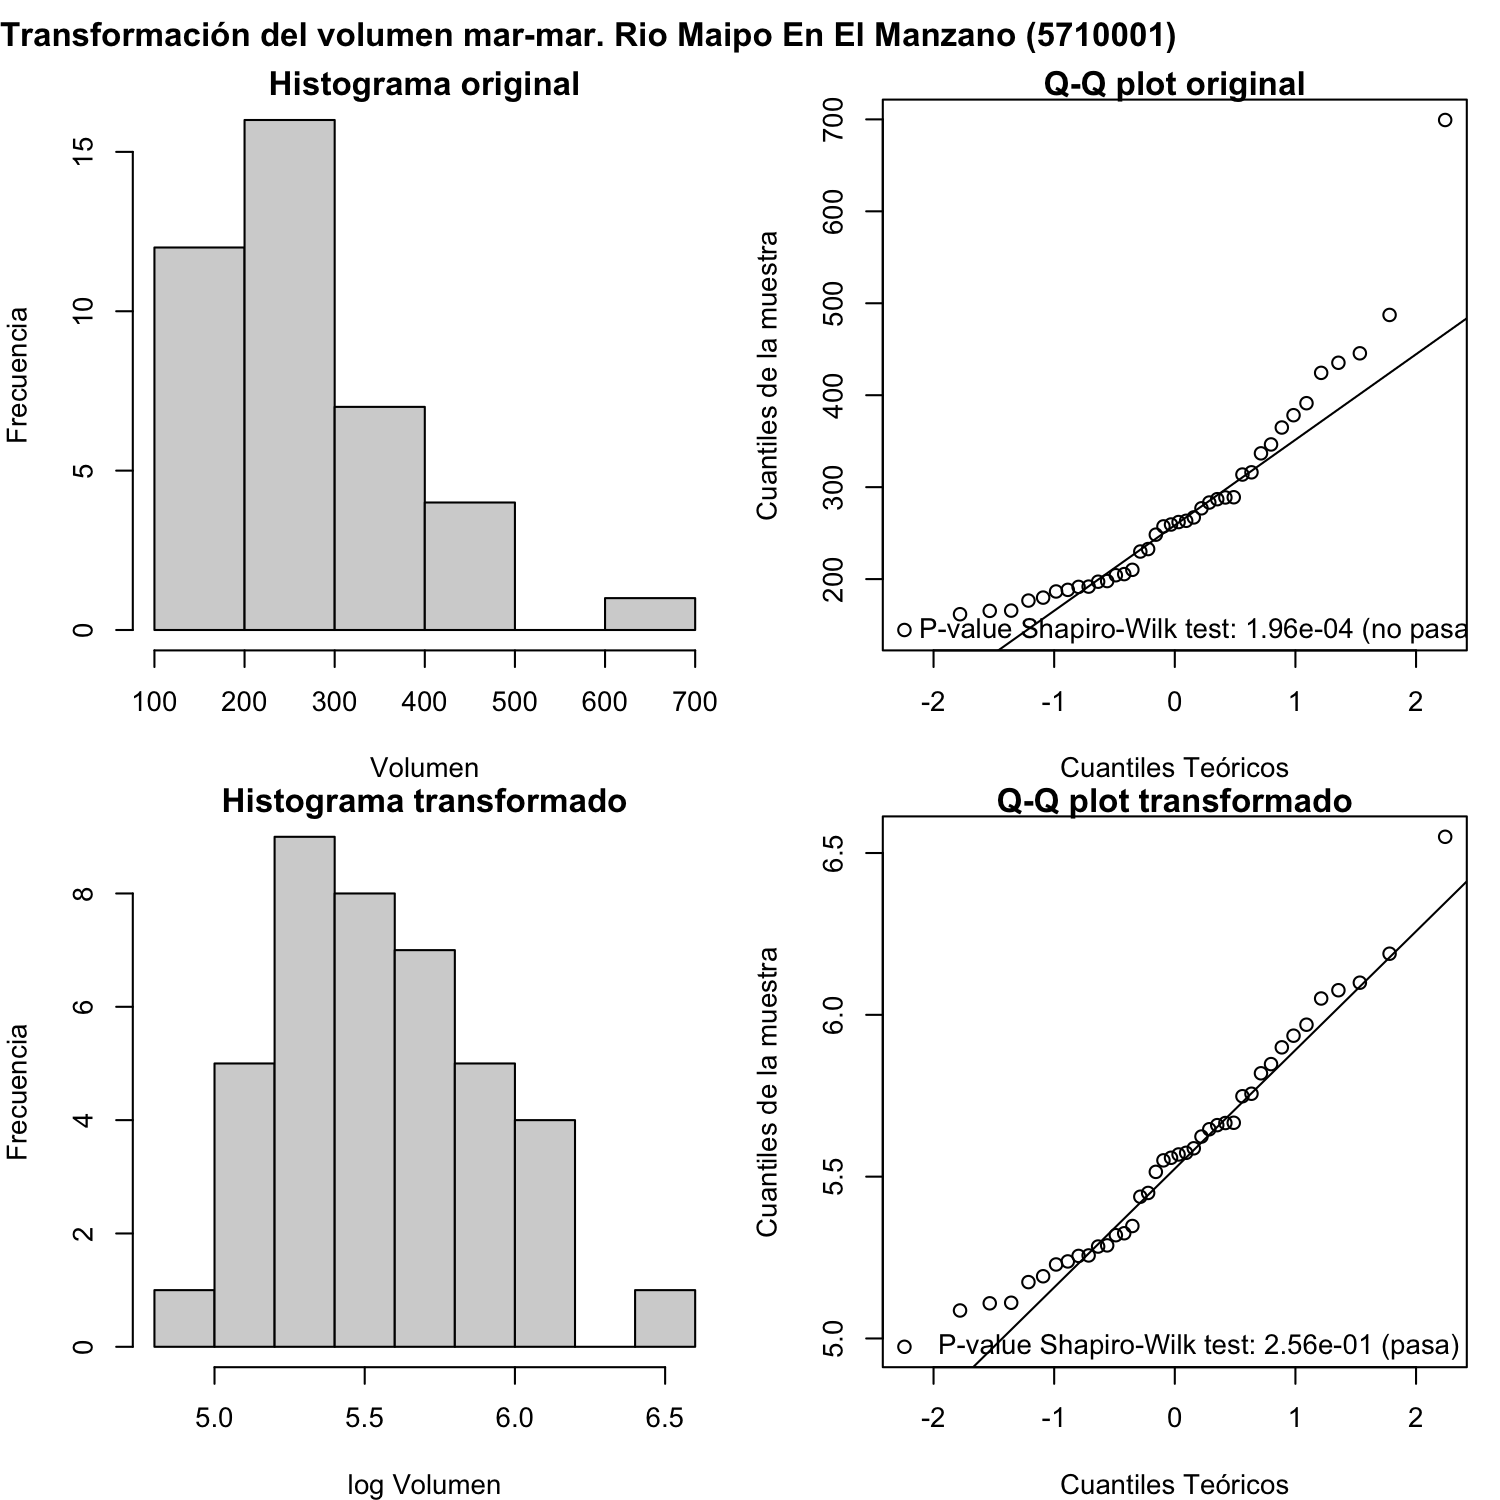 Transformación del volumen mar-mar. Rio Maipo En El Manzano (5710001)
Histograma original
Frecuencia
0
5
10
15
100 200 300 400 500 600 700
Volumen
Q-Q plot original
Cuantiles de la muestra
200
300
400
500
600
700
P-value Shapiro-Wilk test: 1.96e-04 (no pasa
-2 -1 0 1 2
Cuantiles Teóricos
Histograma transformado
Frecuencia
0
2
4
6
8
5.0 5.5 6.0 6.5
log Volumen
Q-Q plot transformado
Cuantiles de la muestra
5.0
5.5
6.0
6.5
P-value Shapiro-Wilk test: 2.56e-01 (pasa)
-2 -1 0 1 2
Cuantiles Teóricos